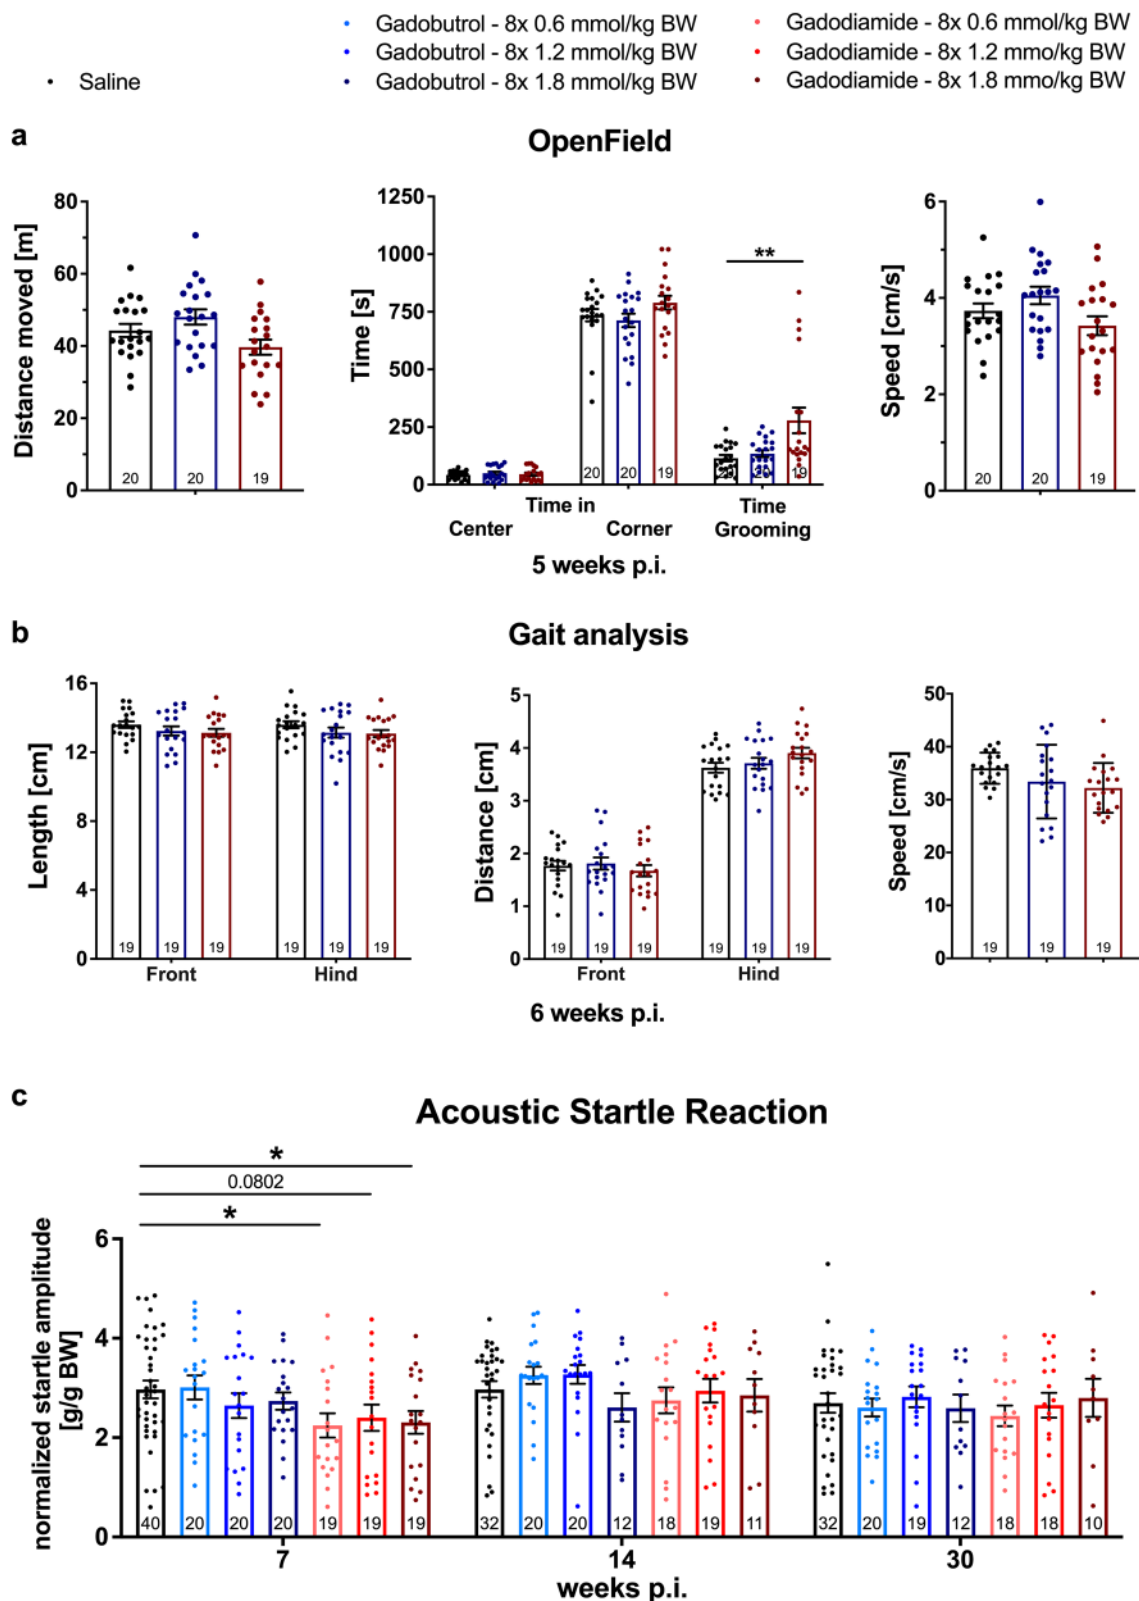 Saline
Gadobutrol - 8x 0.6 mmol/kg BW
Gadobutrol - 8x 1.2 mmol/kg BW
Gadobutrol - 8x 1.8 mmol/kg BW
Gadodiamide - 8x 0.6 mmol/kg BW
Gadodiamide - 8x 1.2 mmol/kg BW
Gadodiamide - 8x 1.8 mmol/kg BW
a
OpenField
Distance moved [m]
80
60
40
20
0
20 20 19
Time [s]
1250
1000
750
500
250
0
**
20 20 19
19
Time in
Center Corner
Time
Grooming
Speed [cm/s]
6
4
2
0
20 20 19
5 weeks p.i.
b
Gait analysis
Length [cm]
16
12
8
4
0
19 19 19 19 19 19
Front Hind
Distance [cm]
5
4
3
2
1
0
19 19 19 19 19 19
Front Hind
Speed [cm/s]
50
40
30
20
10
0
19 19 19
6 weeks p.i.
c
Acoustic Startle Reaction
*
0.0802
*
normalized startle amplitude
[g/g BW]
6
4
2
0
40 20 20 20 19 19 19 32 20 20 12 18 19 11 32 20 19 12 18 18 10
7 14 30
weeks p.i.